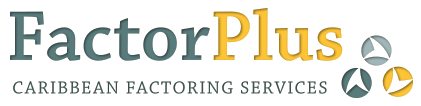 FactorPlus
CARIBBEAN FACTORING SERVICES